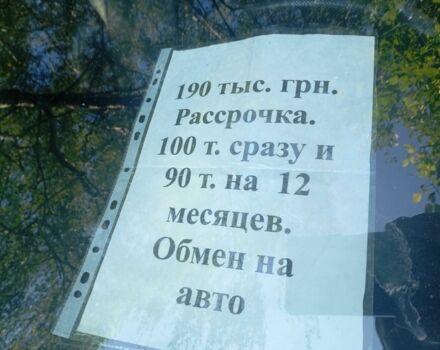 190 тыс. грн.
Рассрочка.
100 т. сразу и
90 т. на 12
месяцев.
Обмен на
авто